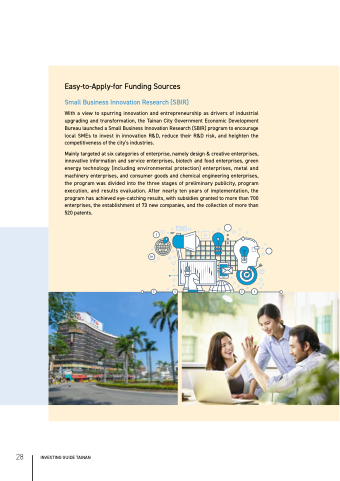 Easy-to-Apply-for Funding Sources
Small Business Innovation Research (SBIR)
With a view to spurring innovation and entrepreneurship as drivers of industrial
upgrading and transformation, the Tainan City Government Economic Development
Bureau launched a Small Business Innovation Research (SBIR) program to encourage
local SMEs to invest in innovation R&D, reduce their R&D risk, and heighten the
competitiveness of the city's industries.
Mainly targeted at six categories of enterprise, namely design & creative enterprises,
innovative information and service enterprises, biotech and food enterprises, green
energy technology (including environmental protection) enterprises, metal and
machinery enterprises, and consumer goods and chemical engineering enterprises,
the program was divided into the three stages of preliminary publicity, program
execution, and results evaluation. After nearly ten years of implementation, the
program has achieved eye-catching results, with subsidies granted to more than 700
enterprises, the establishment of 73 new companies, and the collection of more than
520 patents.
28
INVESTING GUIDE TAINAN